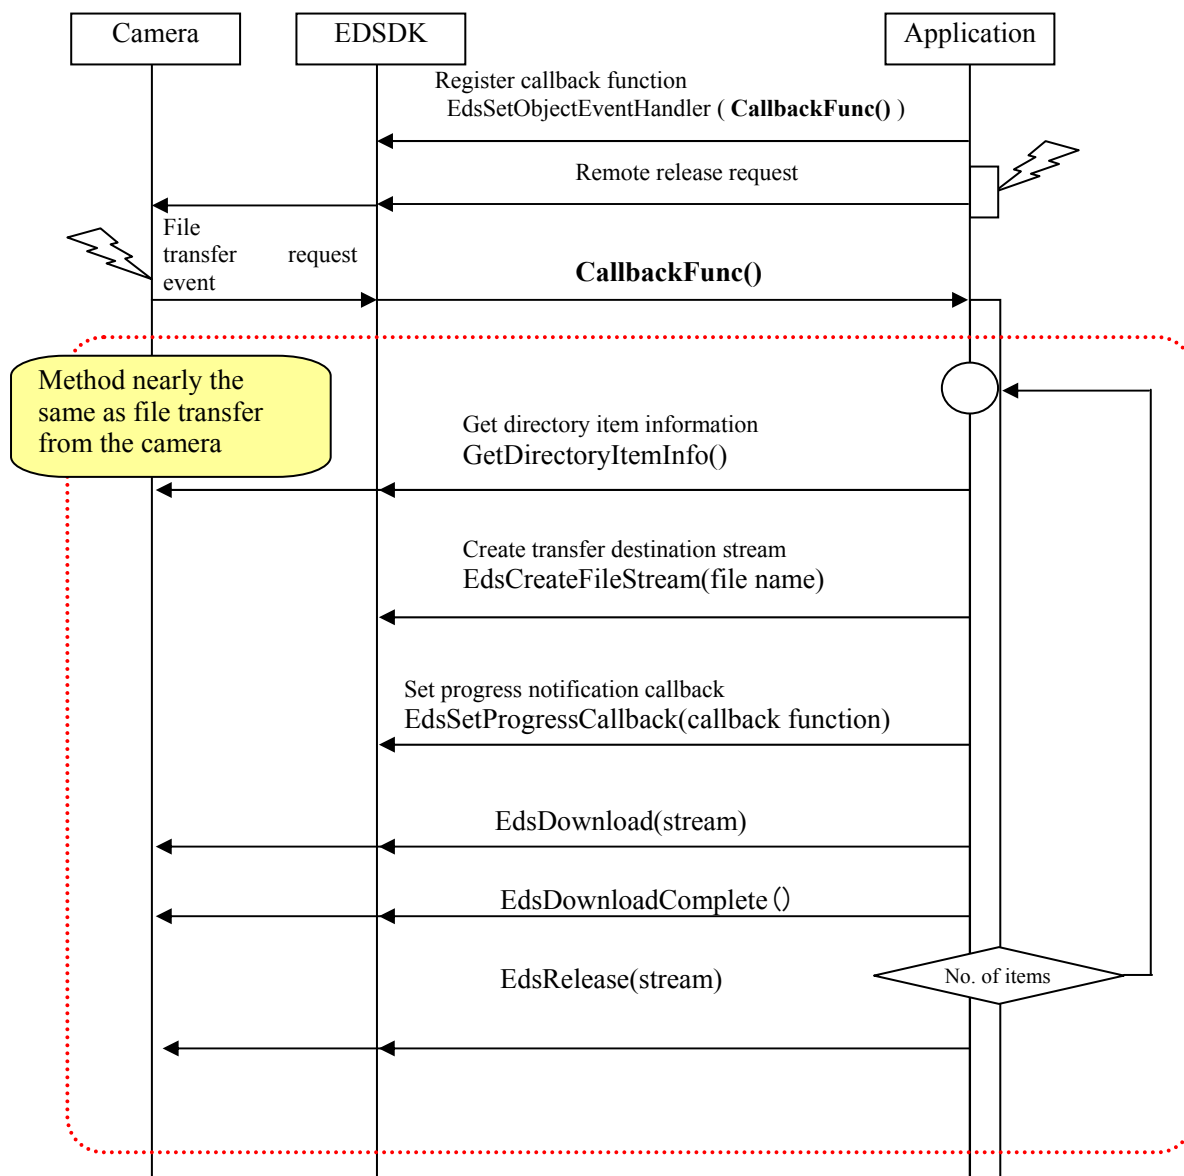 Camera
EDSDK
Application
Register callback function
EdsSetObjectEventHandler ( CallbackFunc() )
Remote release request
File
transfer request
event
CallbackFunc()
Method nearly the
same as file transfer
from the camera
Get directory item information
GetDirectoryItemInfo()
Create transfer destination stream
EdsCreateFileStream(file name)
Set progress notification callback
EdsSetProgressCallback(callback function)
EdsDownload(stream)
EdsDownloadComplete()
EdsRelease(stream)
No. of items